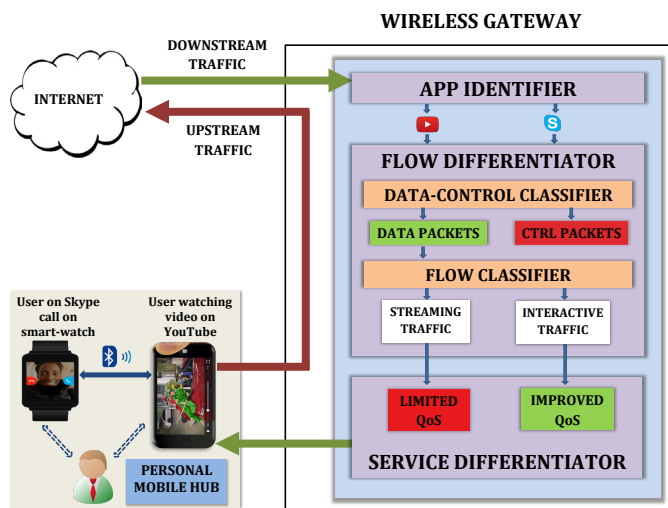 WIRELESS GATEWAY
DOWNSTREAM
TRAFFIC
INTERNET
UPSTREAM
TRAFFIC
APP IDENTIFIER
S
FLOW DIFFERENTIATOR
DATA-CONTROL CLASSIFIER
DATA PACKETS
CTRL PACKETS
FLOW CLASSIFIER
STREAMING
TRAFFIC
INTERACTIVE
TRAFFIC
LIMITED
QoS
IMPROVED
QoS
SERVICE DIFFERENTIATOR
User on Skype
call on
smart-watch
User watching
video on
YouTube
PERSONAL
MOBILE HUB